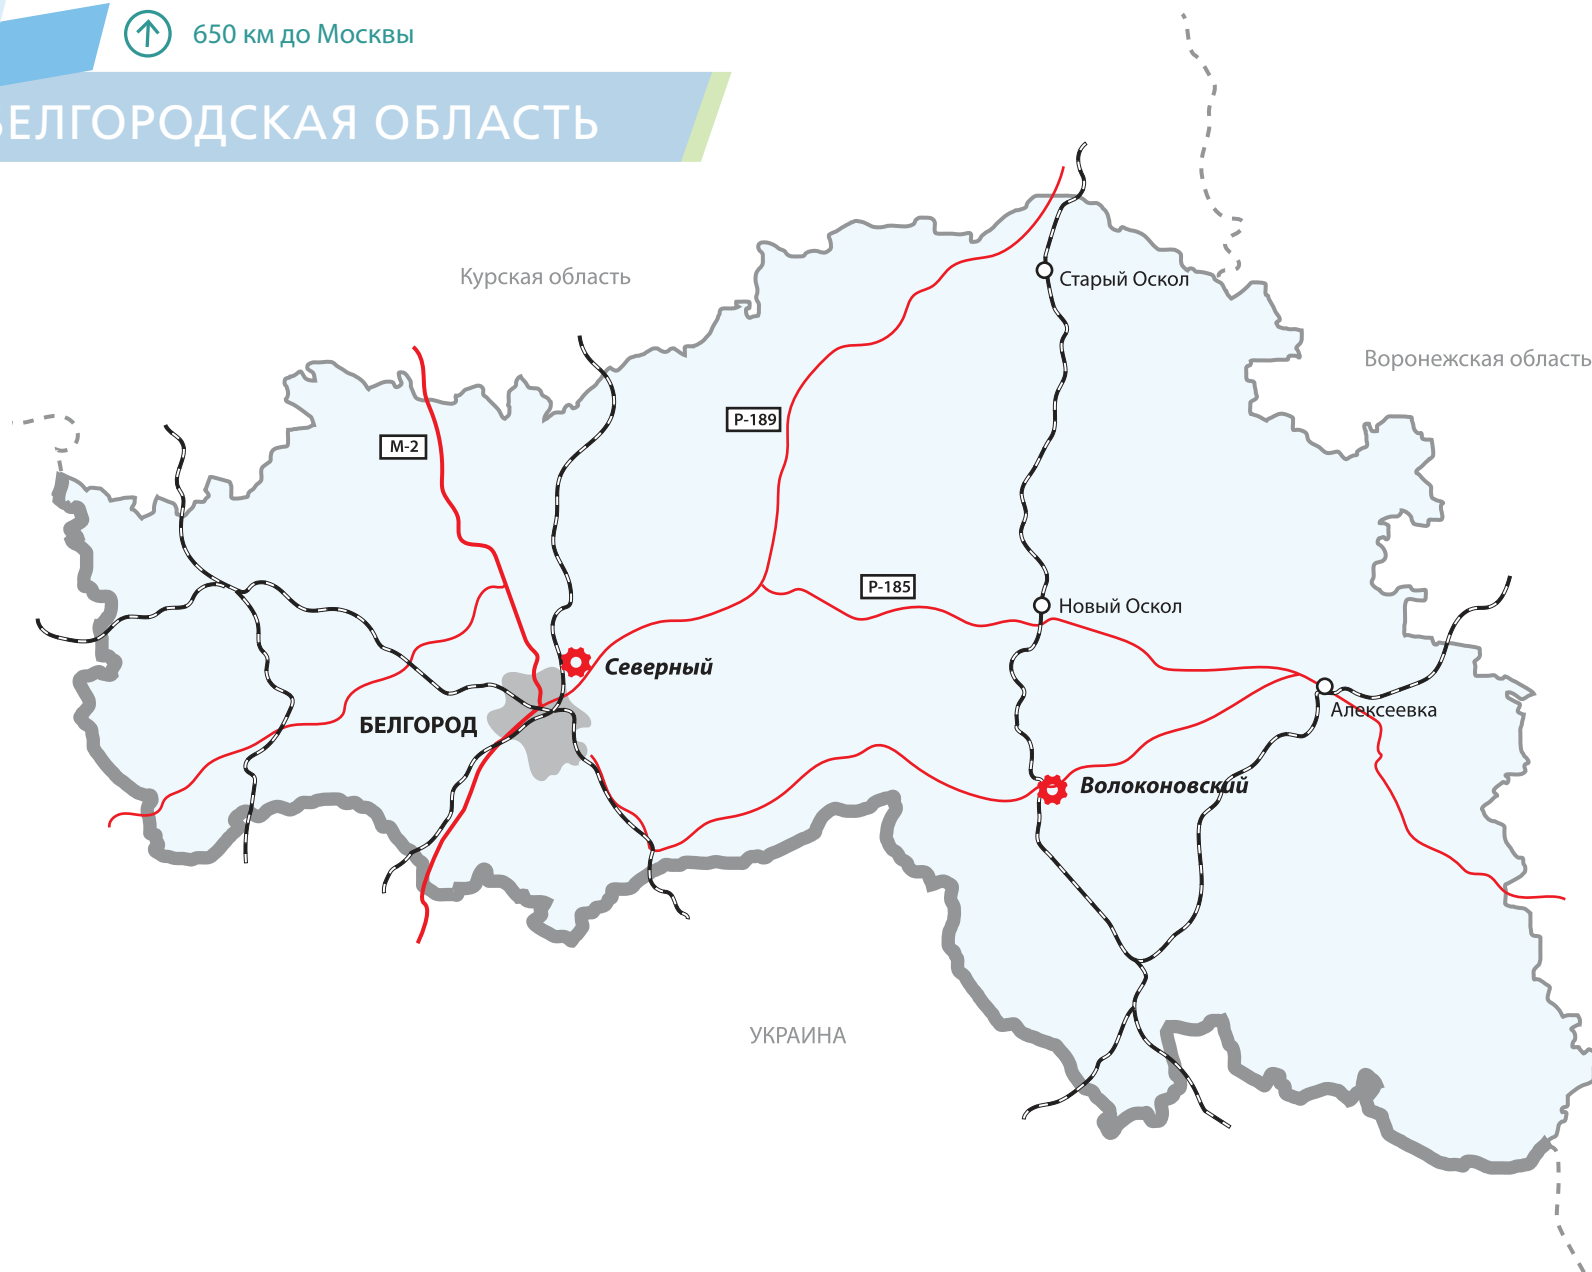 650 км до Москвы
БЕЛГОРОДСКАЯ ОБЛАСТЬ
Курская область
Старый Оскол
Воронежская область
Р-189
М-2
Р-185
Новый Оскол
Северный
БЕЛГОРОД
Алексеевка
Волоконовский
УКРАИНА